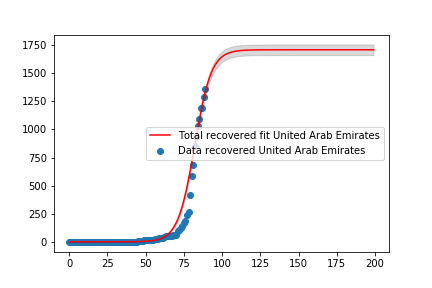 1750
1500
1250
1000
750
500
250
0
Total recovered fit United Arab Emirates
Data recovered United Arab Emirates
0 25 50 75 100 125 150 175 200